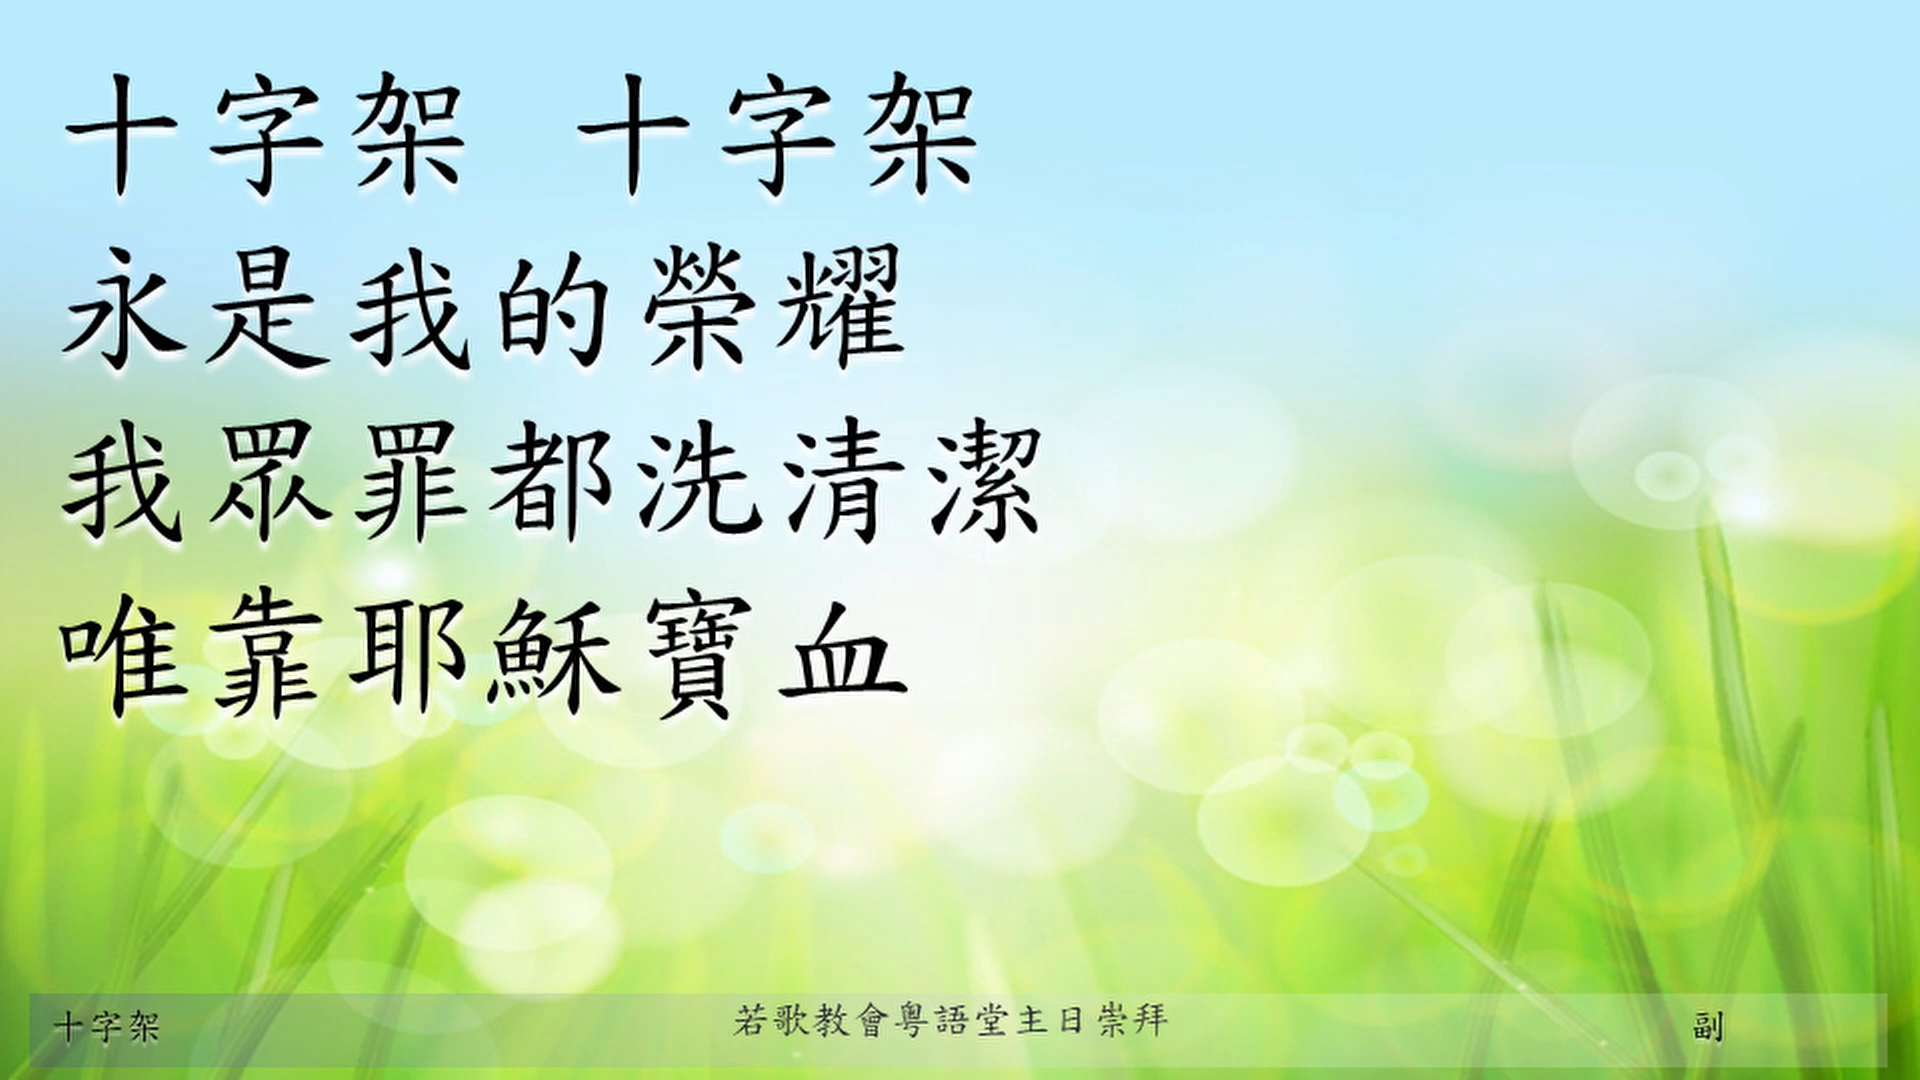 十字架 十字架
永是我的榮耀
我眾罪都洗清潔
唯靠耶穌寶血
十字架
若歌教會粵語堂主日崇拜
副